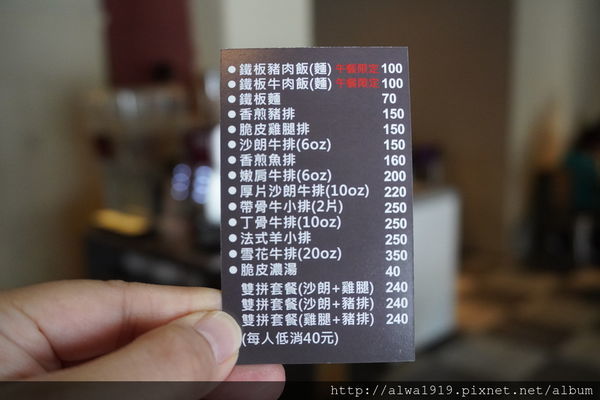 ●鐵板豬肉飯(麵) 午餐限定 100
●鐵板牛肉飯(麵) 午餐限定 100
●鐵板麵 70
●香煎豬排 150
●脆皮雞腿排 150
●沙朗牛排(6oz) 150
●香煎魚排 160
●嫩肩牛排(6oz) 200
●厚片沙朗牛排(10oz) 220
●帶骨牛小排(2片) 250
●丁骨牛排(10oz) 250
●法式羊小排 250
●雪花牛排(20oz) 350
●脆皮濃湯 40
雙拼套餐(沙朗+雞腿) 240
雙拼套餐(沙朗+豬排) 240
雙拼套餐(雞腿+豬排) 240
(每人低消40元)
http://alwa1919.pixnet.net/album